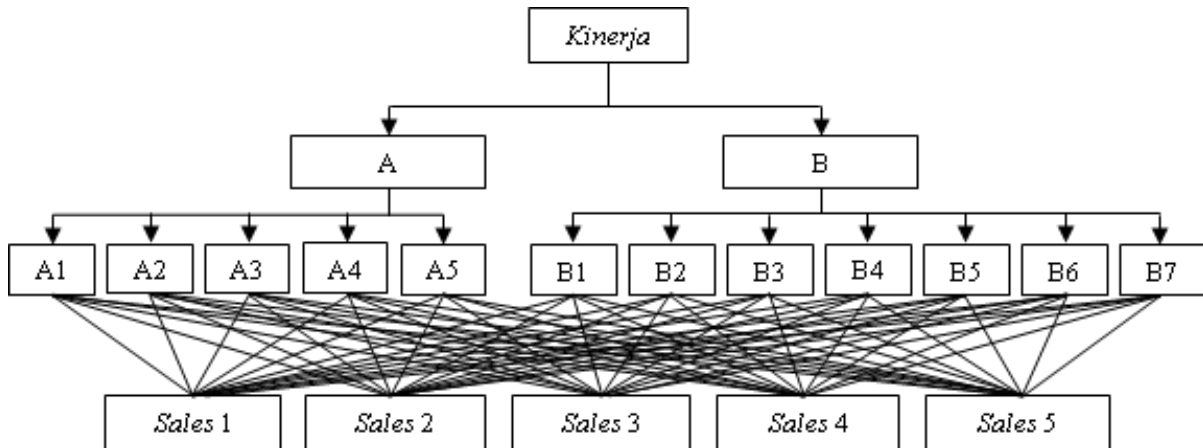 Kinerja
A
B
A1
A2
A3
A4
A5
B1
B2
B3
B4
B5
B6
B7
Sales 1
Sales 2
Sales 3
Sales 4
Sales 5